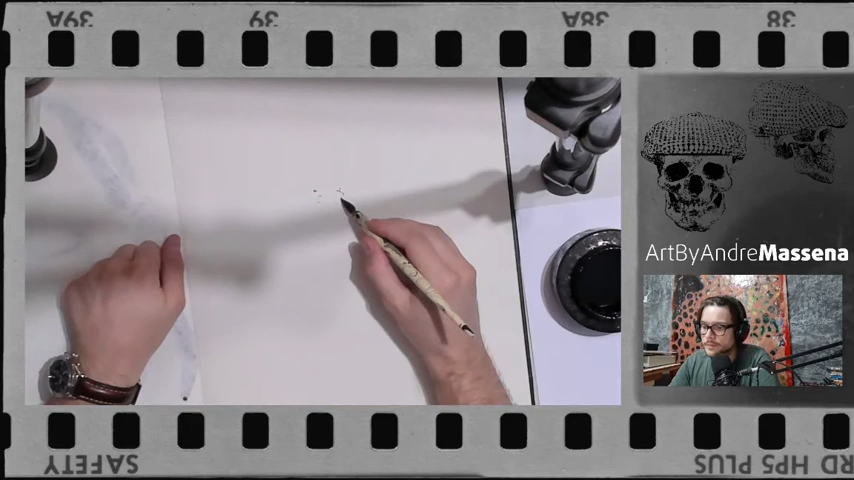 39A
39
38A
38
ArtByAndreMassena
SAFETY
RD HP5 PLUS